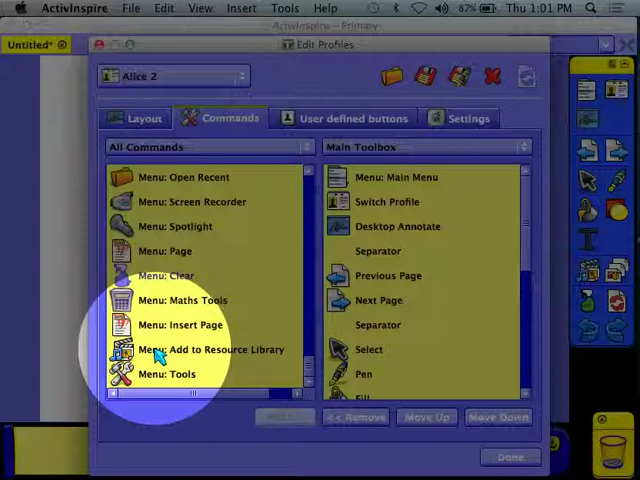 ActivInspire File Edit View Insert Tools Help 87% Thu 1:01 PM
ActivInspire – Primary
Untitled*
Edit Profiles
Alice 2
Layout Commands User defined buttons Settings
All Commands
Main Toolbox
Menu: Open Recent
Menu: Screen Recorder
Menu: Spotlight
Menu: Page
Menu: Clear
Menu: Maths Tools
Menu: Insert Page
Menu: Add to Resource Library
Menu: Tools
Menu: Main Menu
Switch Profile
Desktop Annotate
Separator
Previous Page
Next Page
Separator
Select
Pen
Fill
<< Remove Move Up Move Down
Done